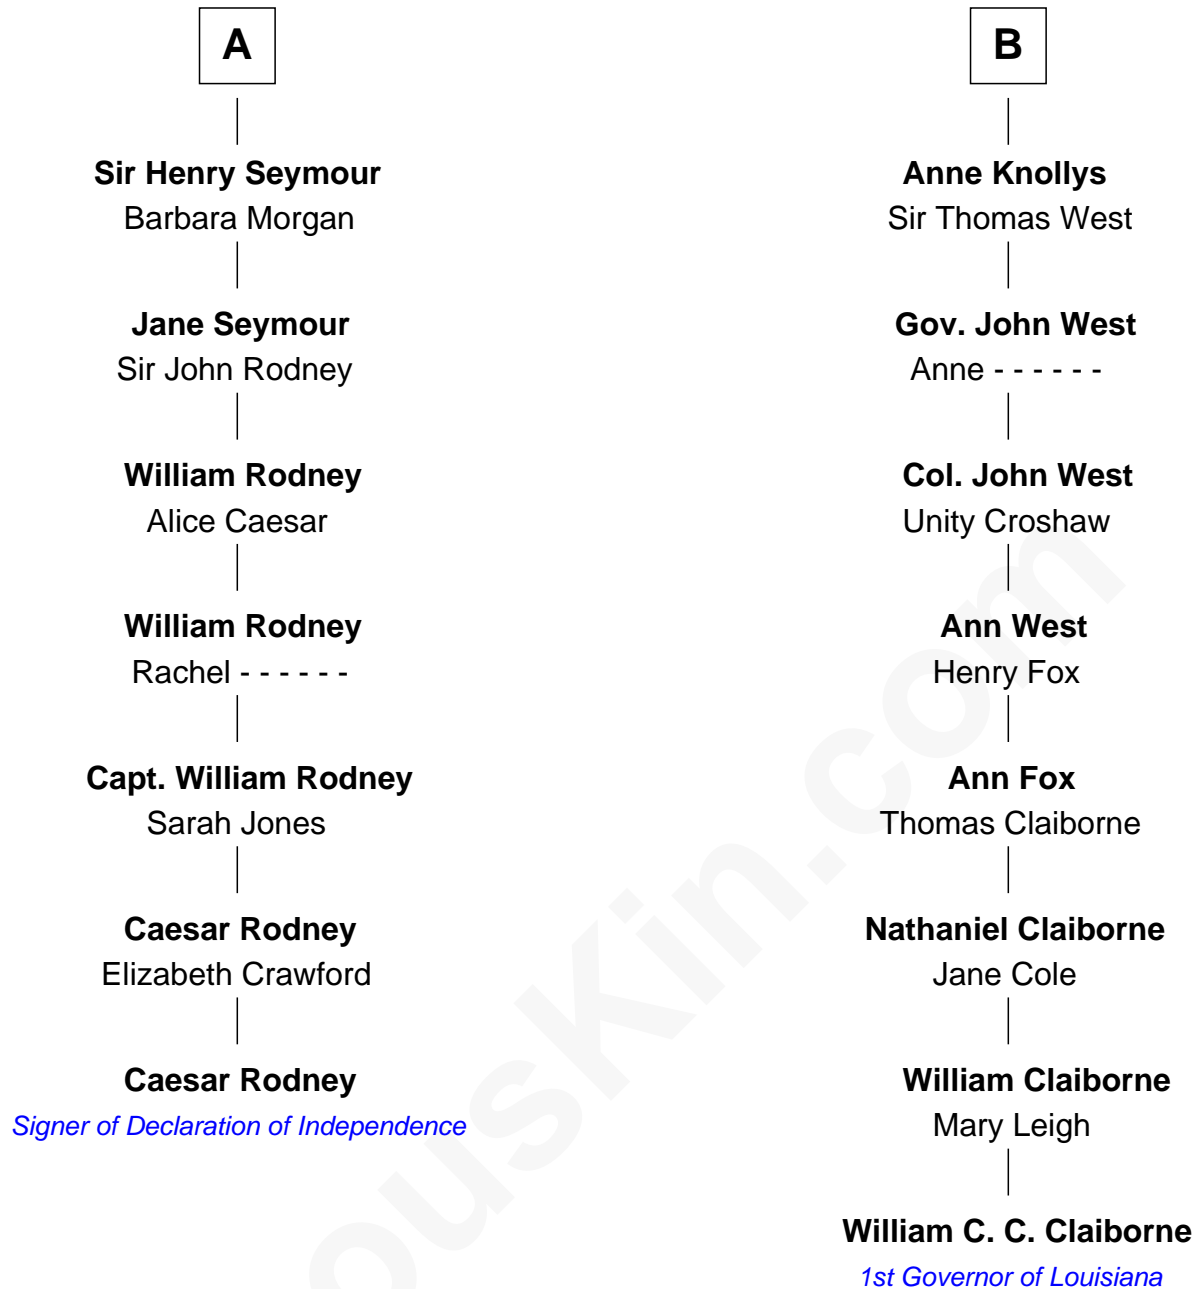 A
Sir Henry Seymour
Barbara Morgan
Jane Seymour
Sir John Rodney
William Rodney
Alice Caesar
William Rodney
Rachel - - - - - -
Capt. William Rodney
Sarah Jones
Caesar Rodney
Elizabeth Crawford
Caesar Rodney
Signer of Declaration of Independence
B
Anne Knollys
Sir Thomas West
Gov. John West
Anne - - - - - -
Col. John West
Unity Croshaw
Ann West
Henry Fox
Ann Fox
Thomas Claiborne
Nathaniel Claiborne
Jane Cole
William Claiborne
Mary Leigh
William C. C. Claiborne
1st Governor of Louisiana
ousKin.com